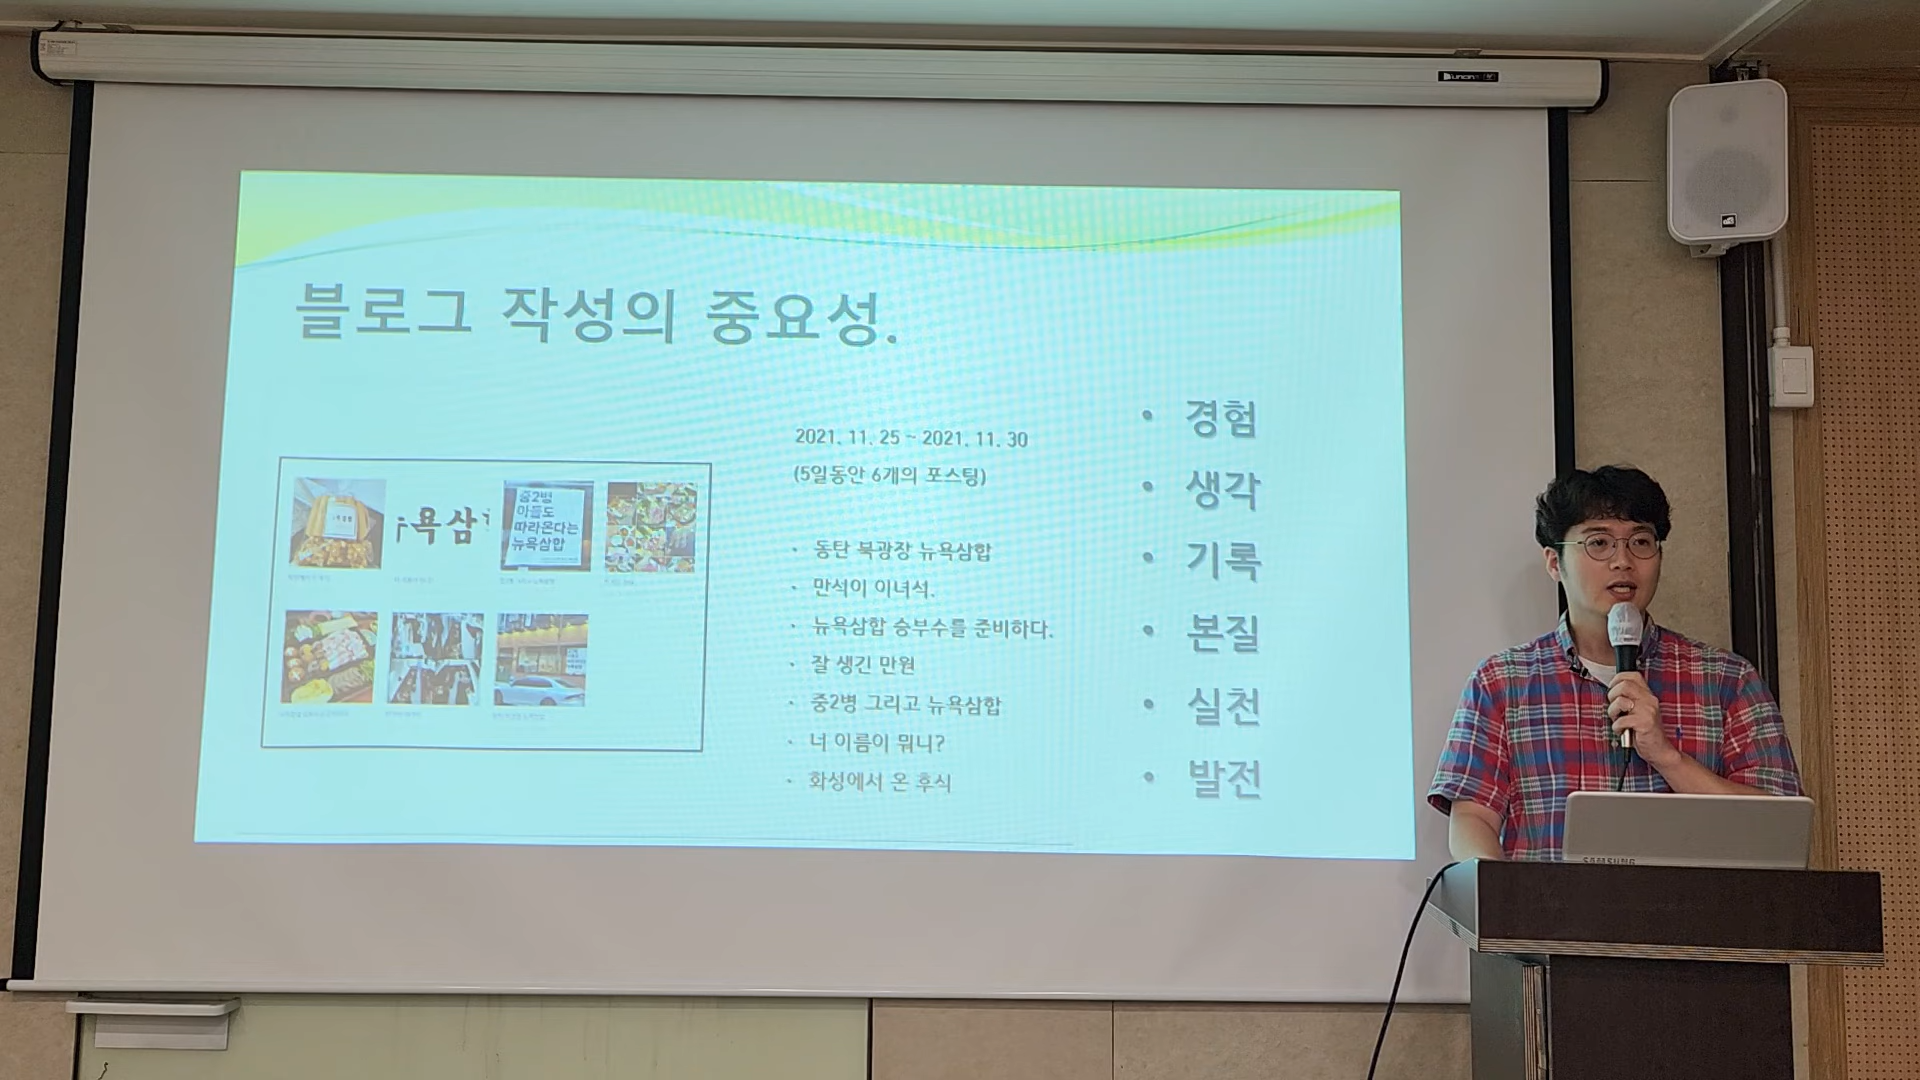 블로그 작성의 중요성.
2021. 11. 25 ~ 2021. 11. 30
(5일동안 6개의 포스팅)
• 동탄 북광장 뉴욕삼합
• 만석이 이녀석.
• 뉴욕삼합 승부수를 준비하다.
• 잘 생긴 만원
• 중2병 그리고 뉴욕삼합
• 너 이름이 뭐니?
• 화성에서 온 후식
• 경험
• 생각
• 기록
• 본질
• 실천
• 발전
욕삼
중2병
아들도
따라온다는
뉴욕삼합
SAMSUNG